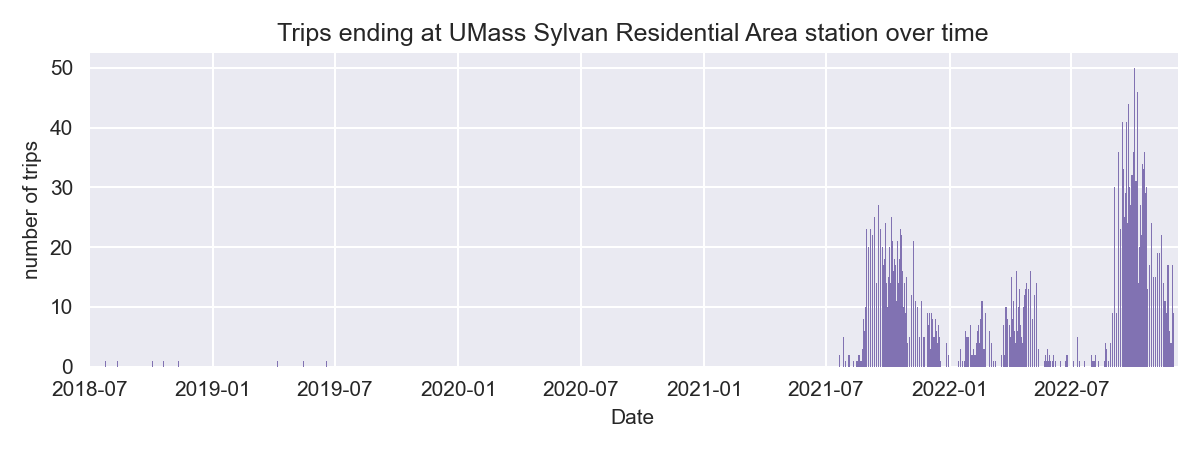 Trips ending at UMass Sylvan Residential Area station over time
number of trips
50
40
30
20
10
0
2018-07 2019-01 2019-07 2020-01 2020-07 2021-01 2021-07 2022-01 2022-07
Date